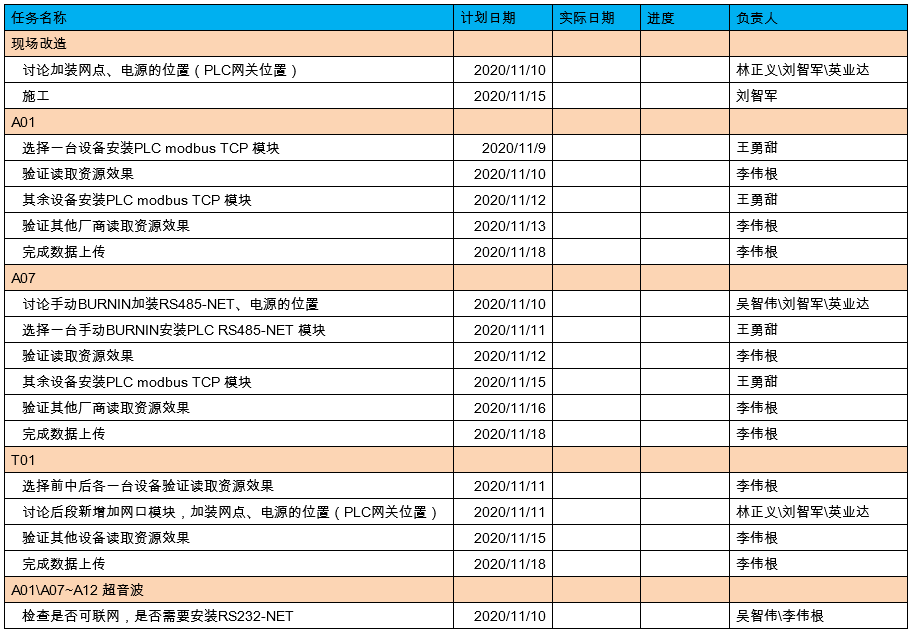 任务名称 计划日期 实际日期 进度 负责人
现场改造
讨论加装网点、电源的位置（PLC网关位置） 2020/11/10 林正义\刘智军\英业达
施工 2020/11/15 刘智军
A01
选择一台设备安装PLC modbus TCP 模块 2020/11/9 王勇甜
验证读取资源效果 2020/11/10 李伟根
其余设备安装PLC modbus TCP 模块 2020/11/12 王勇甜
验证其他厂商读取资源效果 2020/11/13 李伟根
完成数据上传 2020/11/18 李伟根
A07
讨论手动BURNIN加装RS485-NET、电源的位置 2020/11/10 吴智伟\刘智军\英业达
选择一台手动BURNIN安装PLC RS485-NET 模块 2020/11/11 王勇甜
验证读取资源效果 2020/11/12 李伟根
其余设备安装PLC modbus TCP 模块 2020/11/15 王勇甜
验证其他厂商读取资源效果 2020/11/16 李伟根
完成数据上传 2020/11/18 李伟根
T01
选择前中后各一台设备验证读取资源效果 2020/11/11 李伟根
讨论后段新增加网口模块，加装网点、电源的位置（PLC网关位置） 2020/11/11 林正义\刘智军\英业达
验证其他设备读取资源效果 2020/11/15 李伟根
完成数据上传 2020/11/18 李伟根
A01\A07~A12 超音波
检查是否可联网，是否需要安装RS232-NET 2020/11/10 吴智伟\李伟根